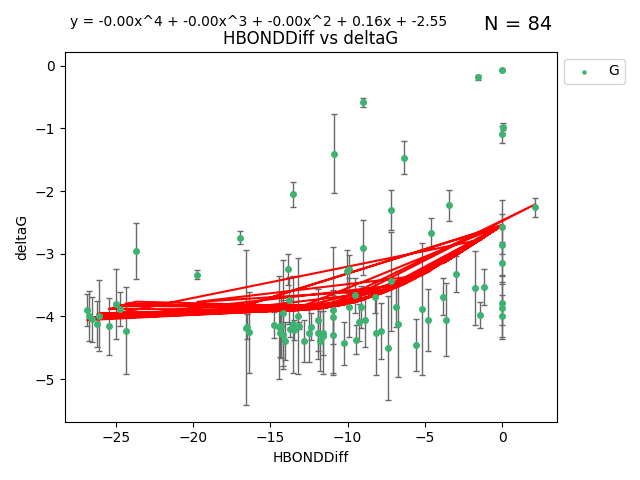 y = -0.00x^4 + -0.00x^3 + -0.00x^2 + 0.16x + -2.55
N = 84
HBONDDiff vs deltaG
G
deltaG
0
−1
−2
−3
−4
−5
−25
−20
−15
−10
−5
0
HBONDDiff